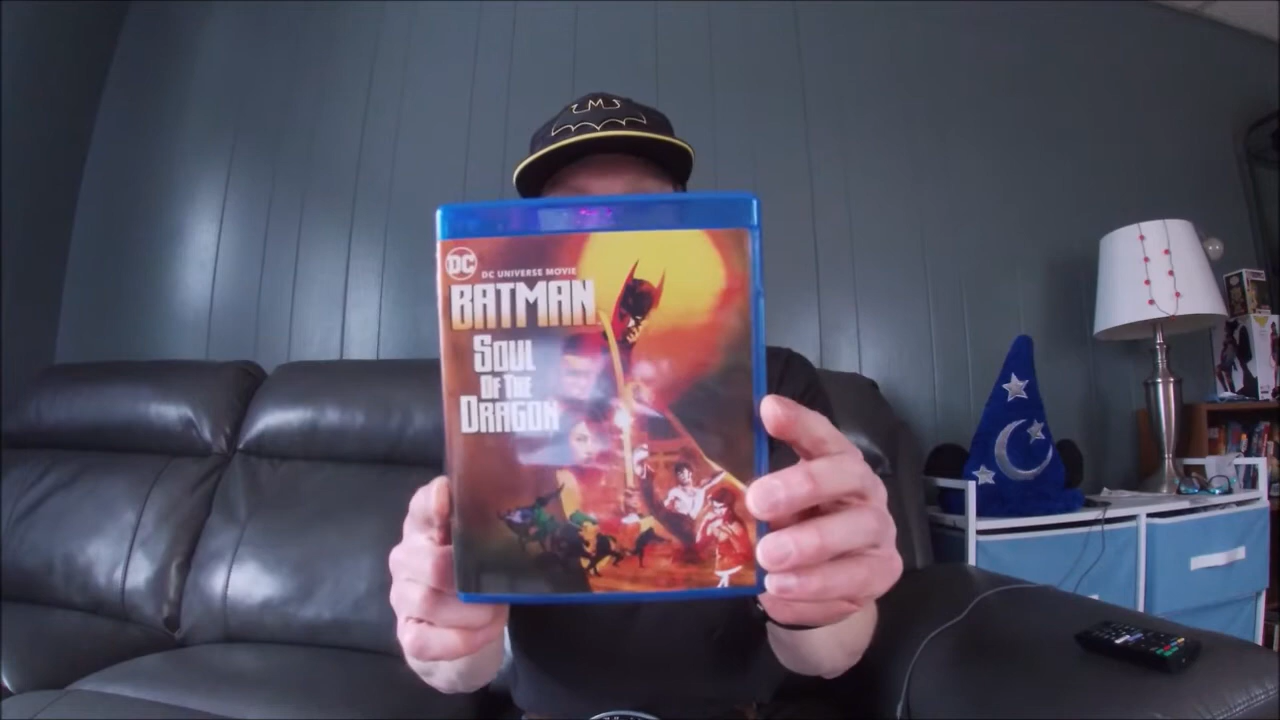 DC
DC UNIVERSE MOVIE
BATMAN
SOUL
OF THE
DRAGON